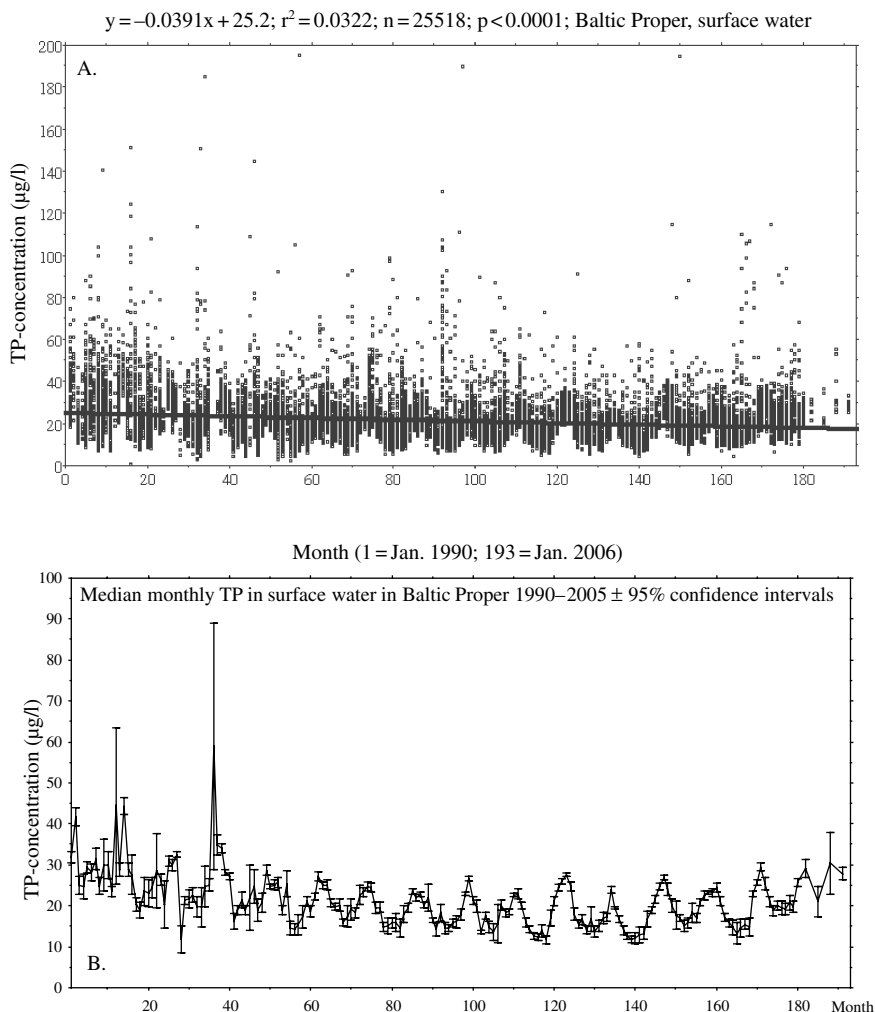 y = –0.0391x + 25.2; r² = 0.0322; n = 25518; p < 0.0001; Baltic Proper, surface water
A.
TP-concentration (µg/l)
200
180
160
140
120
100
80
60
40
20
0
0 20 40 60 80 100 120 140 160 180
Month (1 = Jan. 1990; 193 = Jan. 2006)
Median monthly TP in surface water in Baltic Proper 1990–2005 ± 95% confidence intervals
TP-concentration (µg/l)
100
90
80
70
60
50
40
30
20
10
0
B.
20 40 60 80 100 120 140 160 180 Month